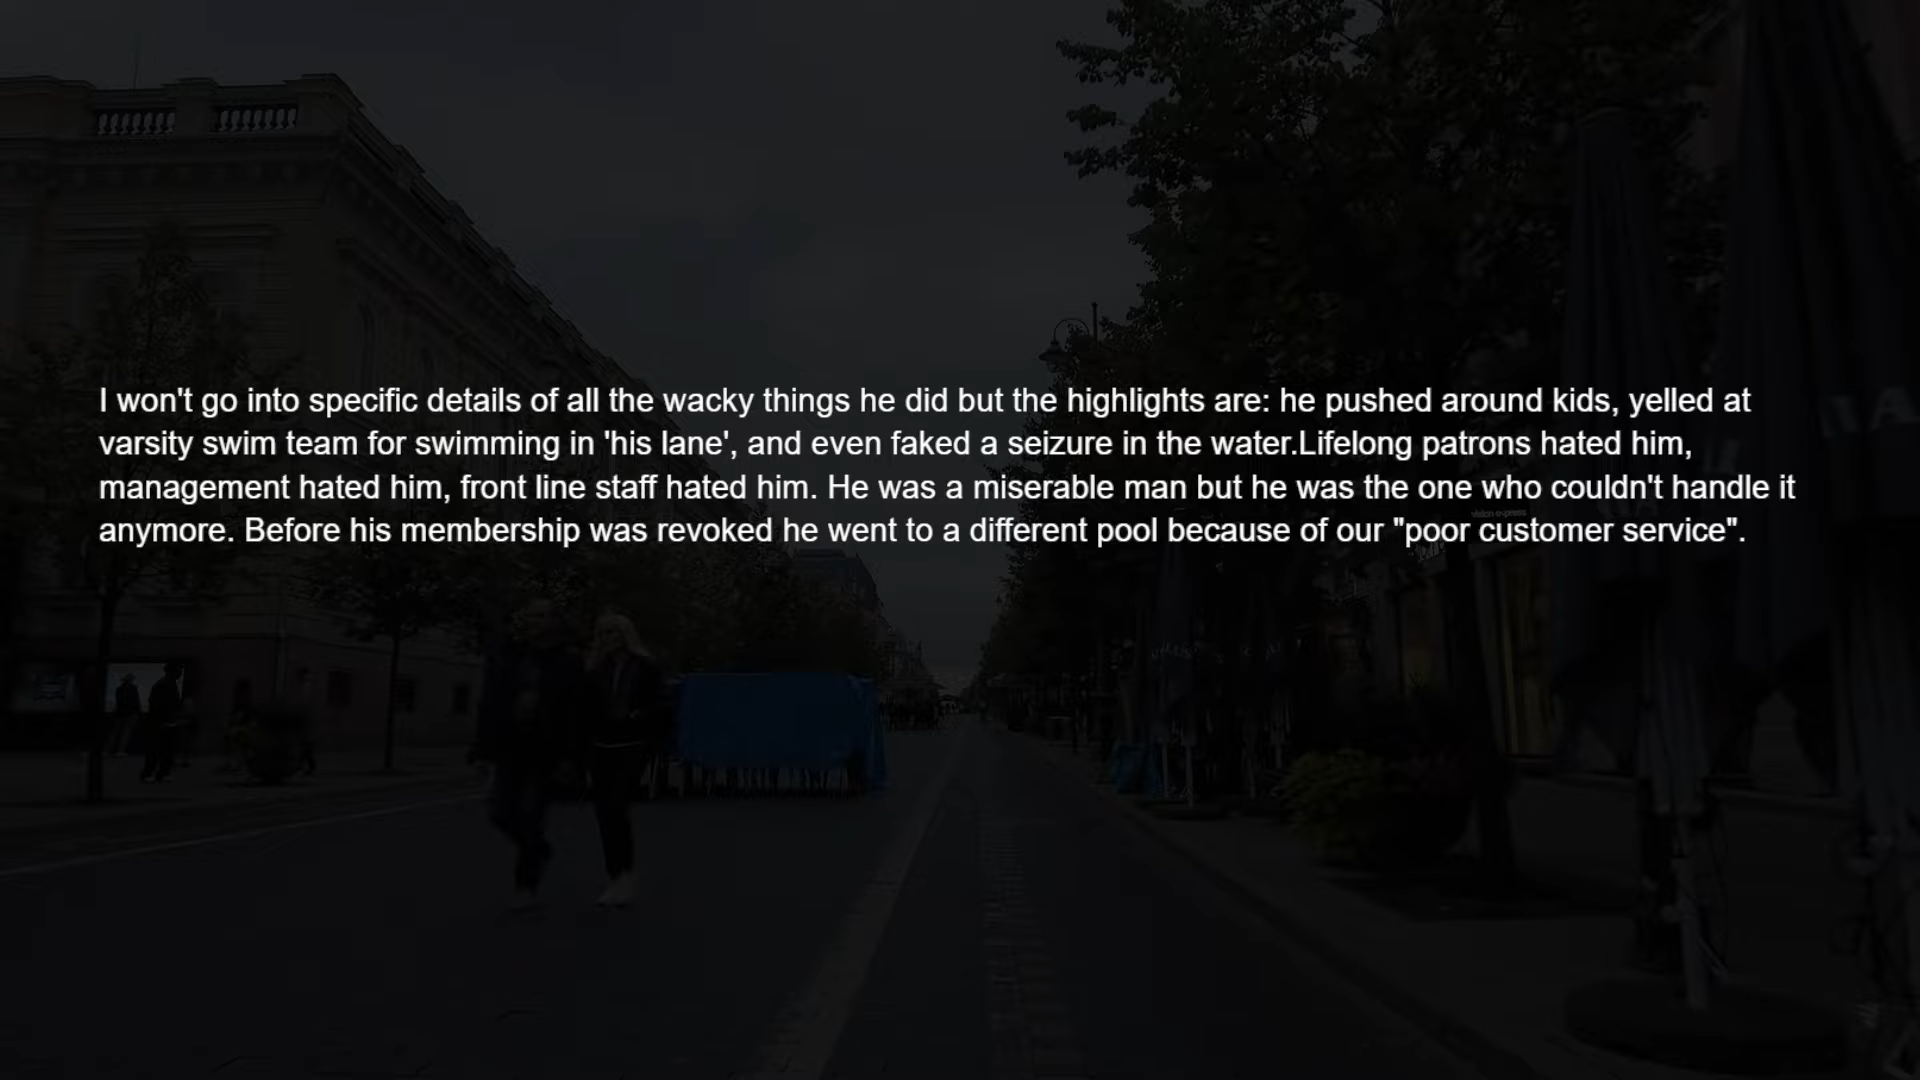 I won't go into specific details of all the wacky things he did but the highlights are: he pushed around kids, yelled at
varsity swim team for swimming in 'his lane', and even faked a seizure in the water.Lifelong patrons hated him,
management hated him, front line staff hated him. He was a miserable man but he was the one who couldn't handle it
anymore. Before his membership was revoked he went to a different pool because of our "poor customer service".
vision express